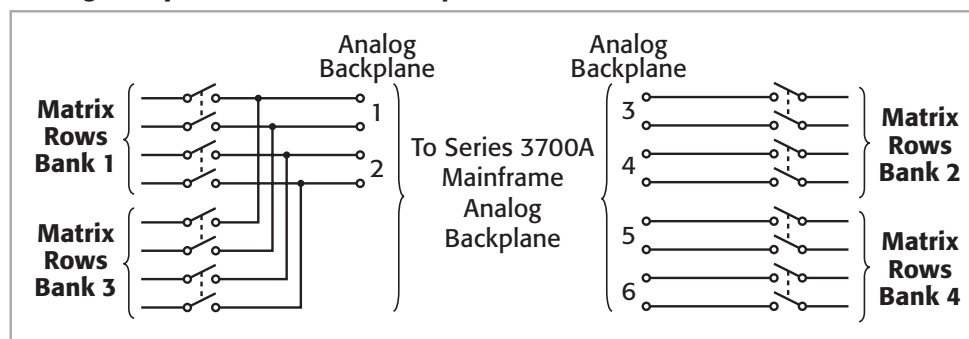 Analog
Backplane
Analog
Backplane
Matrix
Rows
Bank 1
1
2
To Series 3700A
Mainframe
Analog
Backplane
3
4
Matrix
Rows
Bank 2
Matrix
Rows
Bank 3
5
6
Matrix
Rows
Bank 4